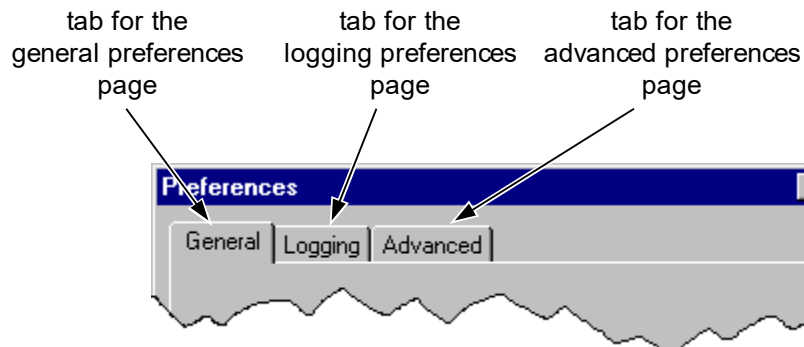 tab for the
general preferences
page
tab for the
logging preferences
page
tab for the
advanced preferences
page
Preferences
General
Logging
Advanced